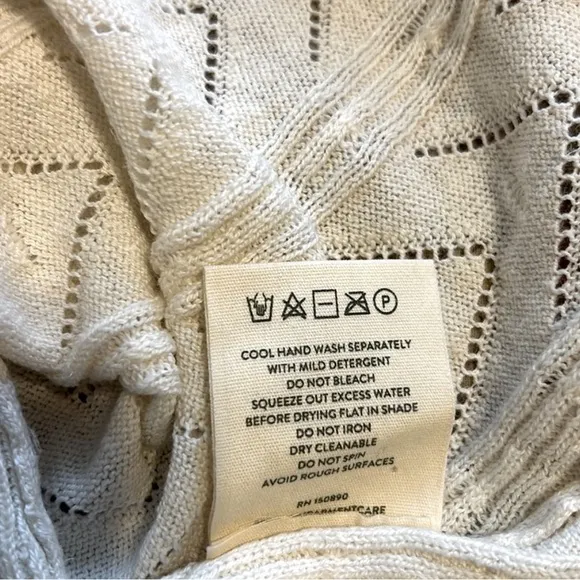 P
COOL HAND WASH SEPARATELY
WITH MILD DETERGENT
DO NOT BLEACH
SQUEEZE OUT EXCESS WATER
BEFORE DRYING FLAT IN SHADE
DO NOT IRON
DRY CLEANABLE
DO NOT SPIN
AVOID ROUGH SURFACES
RN 150890